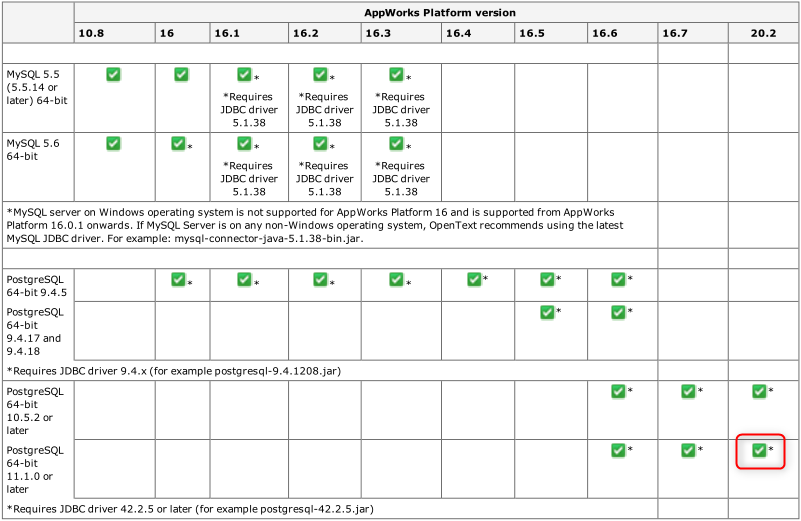 AppWorks Platform version
10.8 16 16.1 16.2 16.3 16.4 16.5 16.6 16.7 20.2
MySQL 5.5
(5.5.14 or
later) 64-bit
*
*Requires
JDBC driver
5.1.38
*
*Requires
JDBC driver
5.1.38
*
*Requires
JDBC driver
5.1.38
MySQL 5.6
64-bit
*
*
*Requires
JDBC driver
5.1.38
*
*Requires
JDBC driver
5.1.38
*
*Requires
JDBC driver
5.1.38
*MySQL server on Windows operating system is not supported for AppWorks Platform 16 and is supported from AppWorks
Platform 16.0.1 onwards. If MySQL Server is on any non-Windows operating system, OpenText recommends using the latest
MySQL JDBC driver. For example: mysql-connector-java-5.1.38-bin.jar.
PostgreSQL
64-bit 9.4.5
* * * * * * *
PostgreSQL
64-bit
9.4.17 and
9.4.18
* *
*Requires JDBC driver 9.4.x (for example postgresql-9.4.1208.jar)
PostgreSQL
64-bit
10.5.2 or
later
* * *
PostgreSQL
64-bit
11.1.0 or
later
* * *
*Requires JDBC driver 42.2.5 or later (for example postgresql-42.2.5.jar)